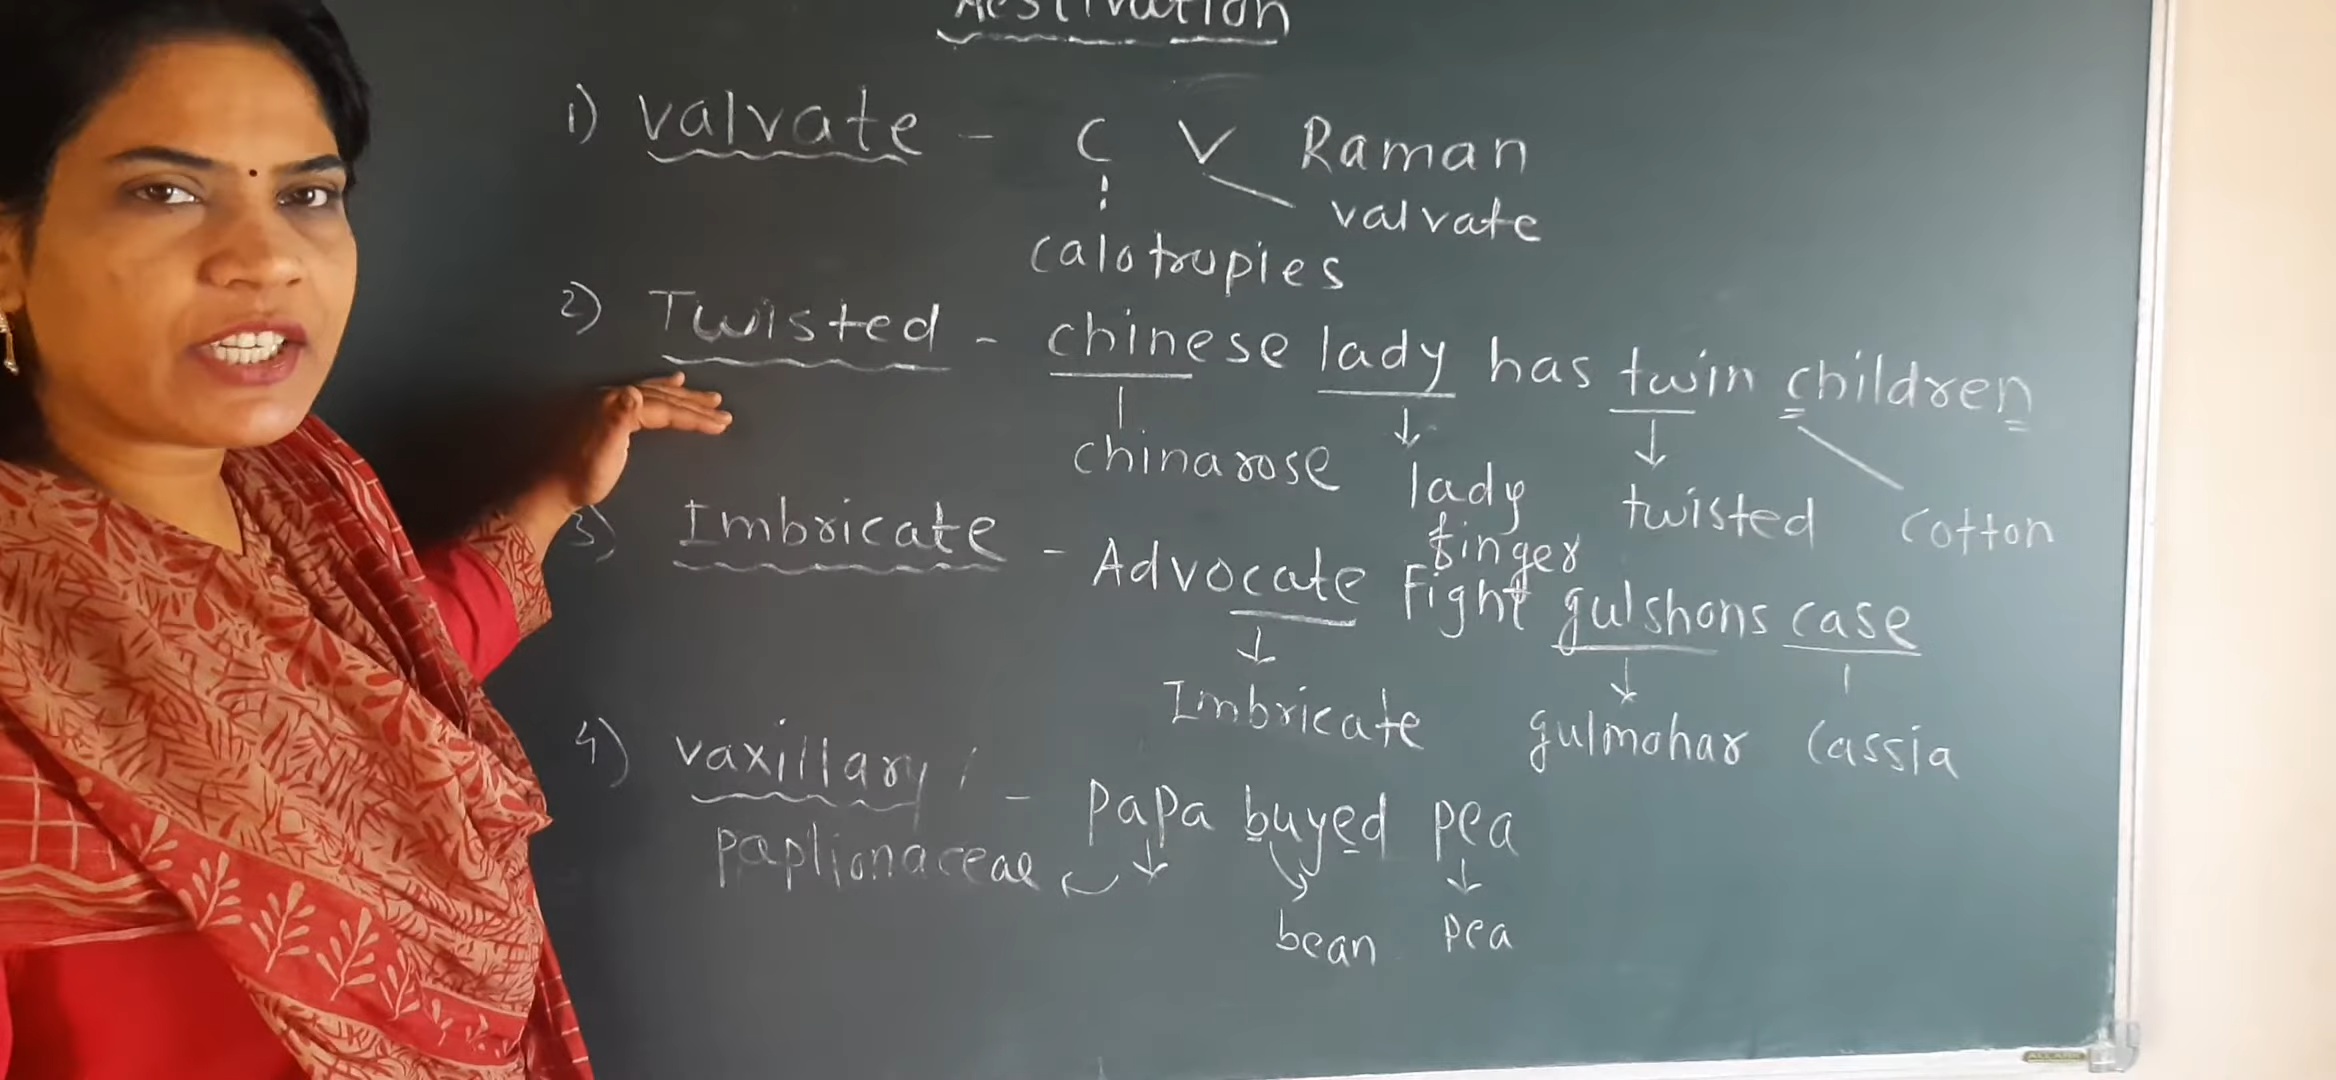 Aestivation
1) valvate - C V Raman
valvate
calotrupies
2) Twisted - chinese lady has twin children
chinarose lady finger twisted cotton
3) Imbricate - Advocate Fight gulshons case
Imbricate gulmohar Cassia
4) vaxillary / - papa buyed pea
paplionaceae
bean pea